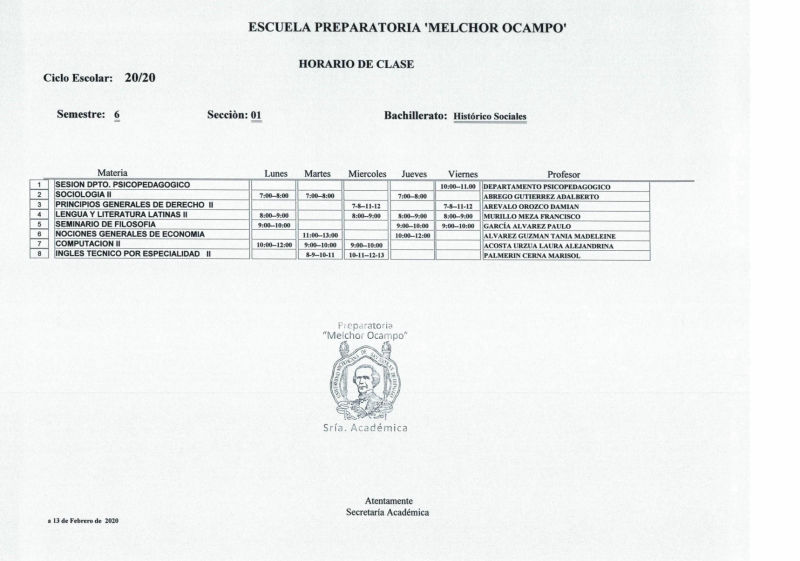 ESCUELA PREPARATORIA 'MELCHOR OCAMPO'
HORARIO DE CLASE
Ciclo Escolar: 20/20
Semestre: 6 Secciòn: 01 Bachillerato: Histórico Sociales
Materia Lunes Martes Miercoles Jueves Viernes Profesor
1 SESION DPTO. PSICOPEDAGOGICO 10:00--11.00 DEPARTAMENTO PSICOPEDAGOGICO
2 SOCIOLOGIA II 7:00--8:00 7:00--8:00 7:00--8:00 ABREGO GUTIERREZ ADALBERTO
3 PRINCIPIOS GENERALES DE DERECHO II 7-8--11-12 7-8--11-12 AREVALO OROZCO DAMIAN
4 LENGUA Y LITERATURA LATINAS II 8:00--9:00 8:00--9:00 8:00--9:00 8:00--9:00 MURILLO MEZA FRANCISCO
5 SEMINARIO DE FILOSOFIA 9:00--10:00 9:00--10:00 9:00--10:00 GARCÍA ALVAREZ PAULO
6 NOCIONES GENERALES DE ECONOMIA 11:00--13:00 10:00--12:00 ALVAREZ GUZMAN TANIA MADELEINE
7 COMPUTACION II 10:00--12:00 9:00--10:00 9:00--10:00 ACOSTA URZUA LAURA ALEJANDRINA
8 INGLES TECNICO POR ESPECIALIDAD II 8-9--10-11 10-11--12-13 PALMERIN CERNA MARISOL
Preparatoria
"Melchor Ocampo"
Sría. Académica
Atentamente
Secretaría Académica
a 13 de Febrero de 2020